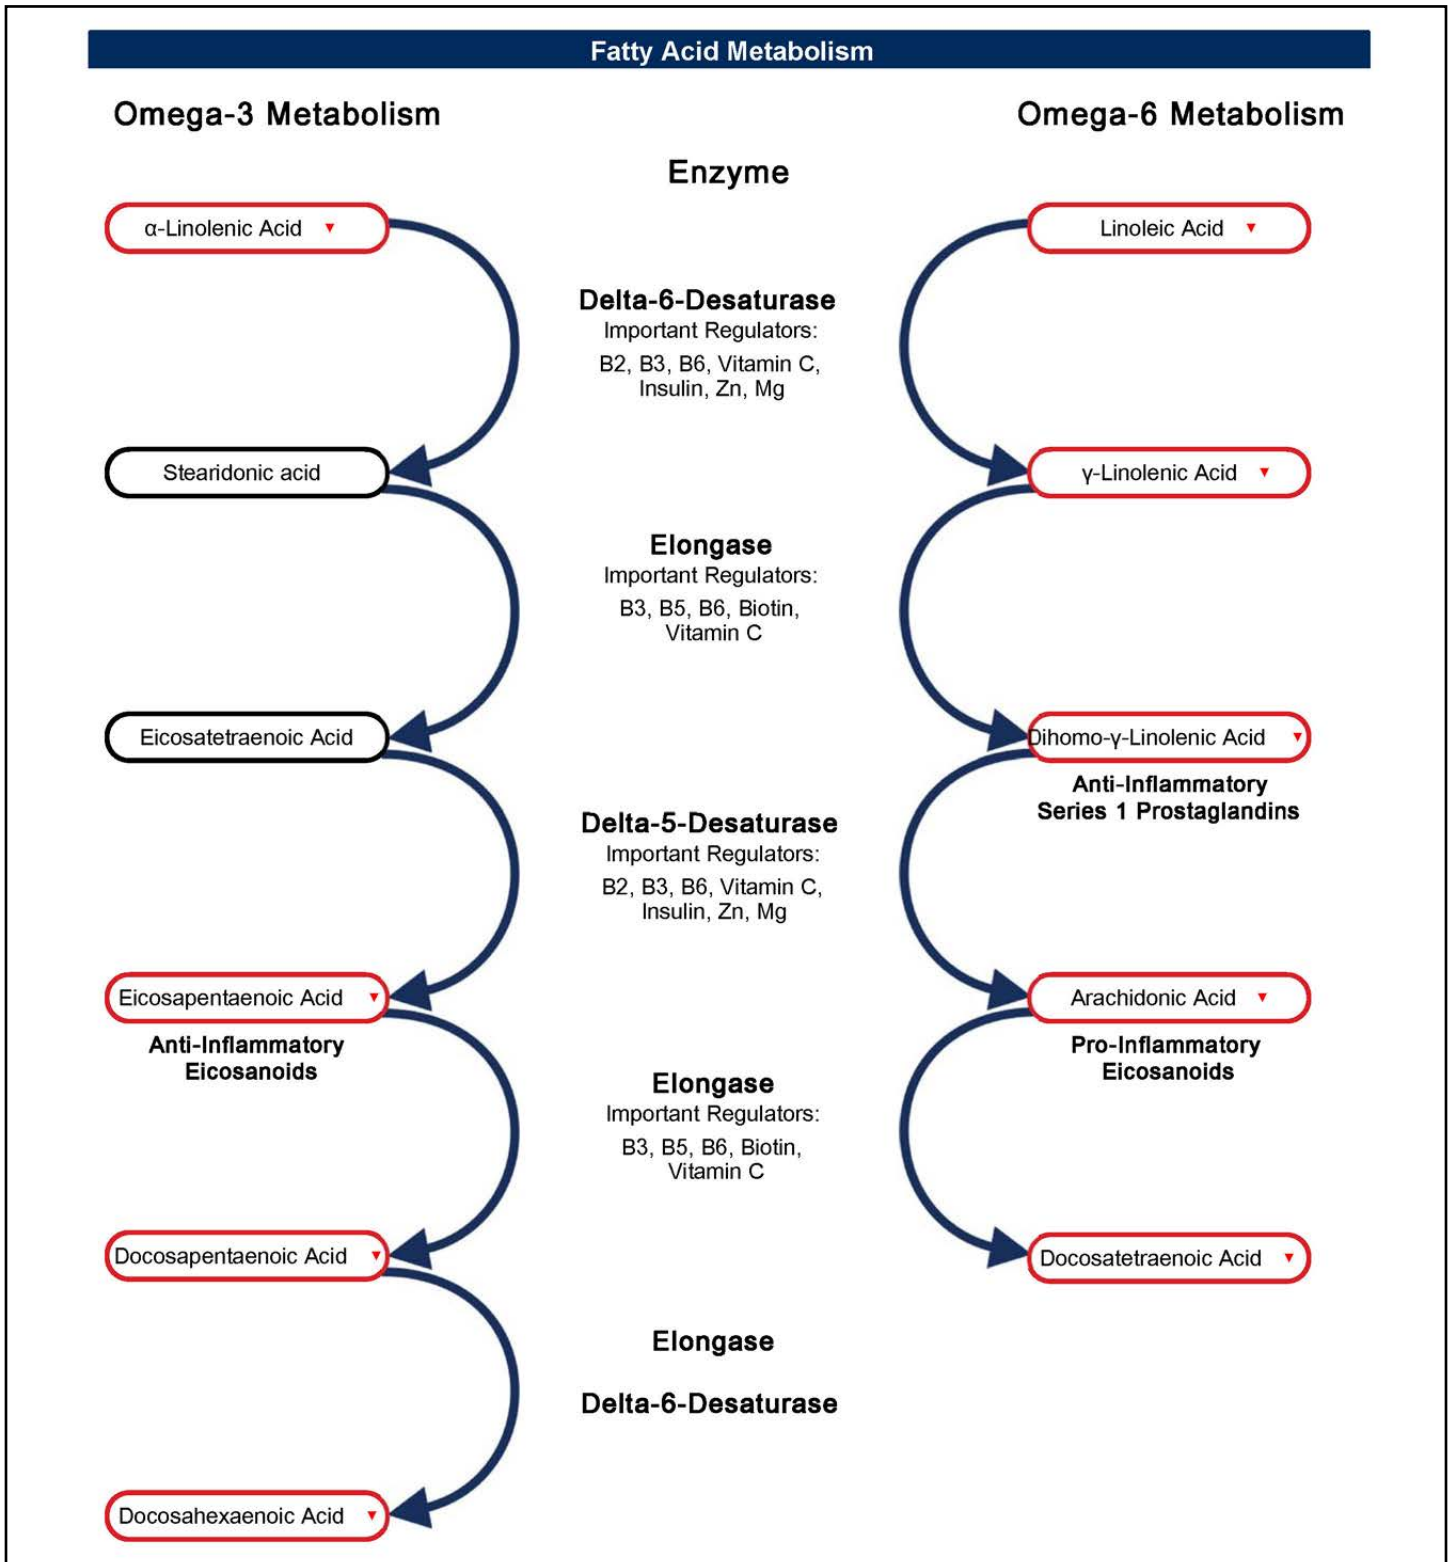 Fatty Acid Metabolism
Omega-3 Metabolism
Omega-6 Metabolism
Enzyme
α-Linolenic Acid ▼
Linoleic Acid ▼
Delta-6-Desaturase
Important Regulators:
B2, B3, B6, Vitamin C,
Insulin, Zn, Mg
Stearidonic acid
γ-Linolenic Acid ▼
Elongase
Important Regulators:
B3, B5, B6, Biotin,
Vitamin C
Eicosatetraenoic Acid
Dihomo-γ-Linolenic Acid ▼
Anti-Inflammatory
Series 1 Prostaglandins
Delta-5-Desaturase
Important Regulators:
B2, B3, B6, Vitamin C,
Insulin, Zn, Mg
Eicosapentaenoic Acid ▼
Anti-Inflammatory
Eicosanoids
Arachidonic Acid ▼
Pro-Inflammatory
Eicosanoids
Elongase
Important Regulators:
B3, B5, B6, Biotin,
Vitamin C
Docosapentaenoic Acid ▼
Docosatetraenoic Acid ▼
Elongase
Delta-6-Desaturase
Docosahexaenoic Acid ▼